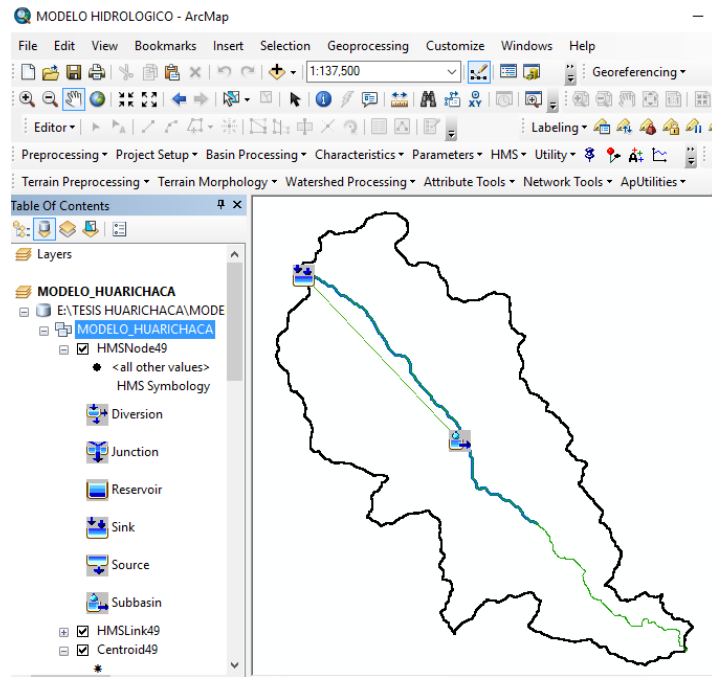 MODELO HIDROLOGICO - ArcMap
File Edit View Bookmarks Insert Selection Geoprocessing Customize Windows Help
1:137,500 Georeferencing
Editor Labeling
Preprocessing Project Setup Basin Processing Characteristics Parameters HMS Utility
Terrain Preprocessing Terrain Morphology Watershed Processing Attribute Tools Network Tools ApUtilities
Table Of Contents
Layers
MODELO_HUARICHACA
E:\TESIS HUARICHACA\MODE
MODELO_HUARICHACA
HMSNode49
<all other values>
HMS Symbology
Diversion
Junction
Reservoir
Sink
Source
Subbasin
HMSLink49
Centroid49